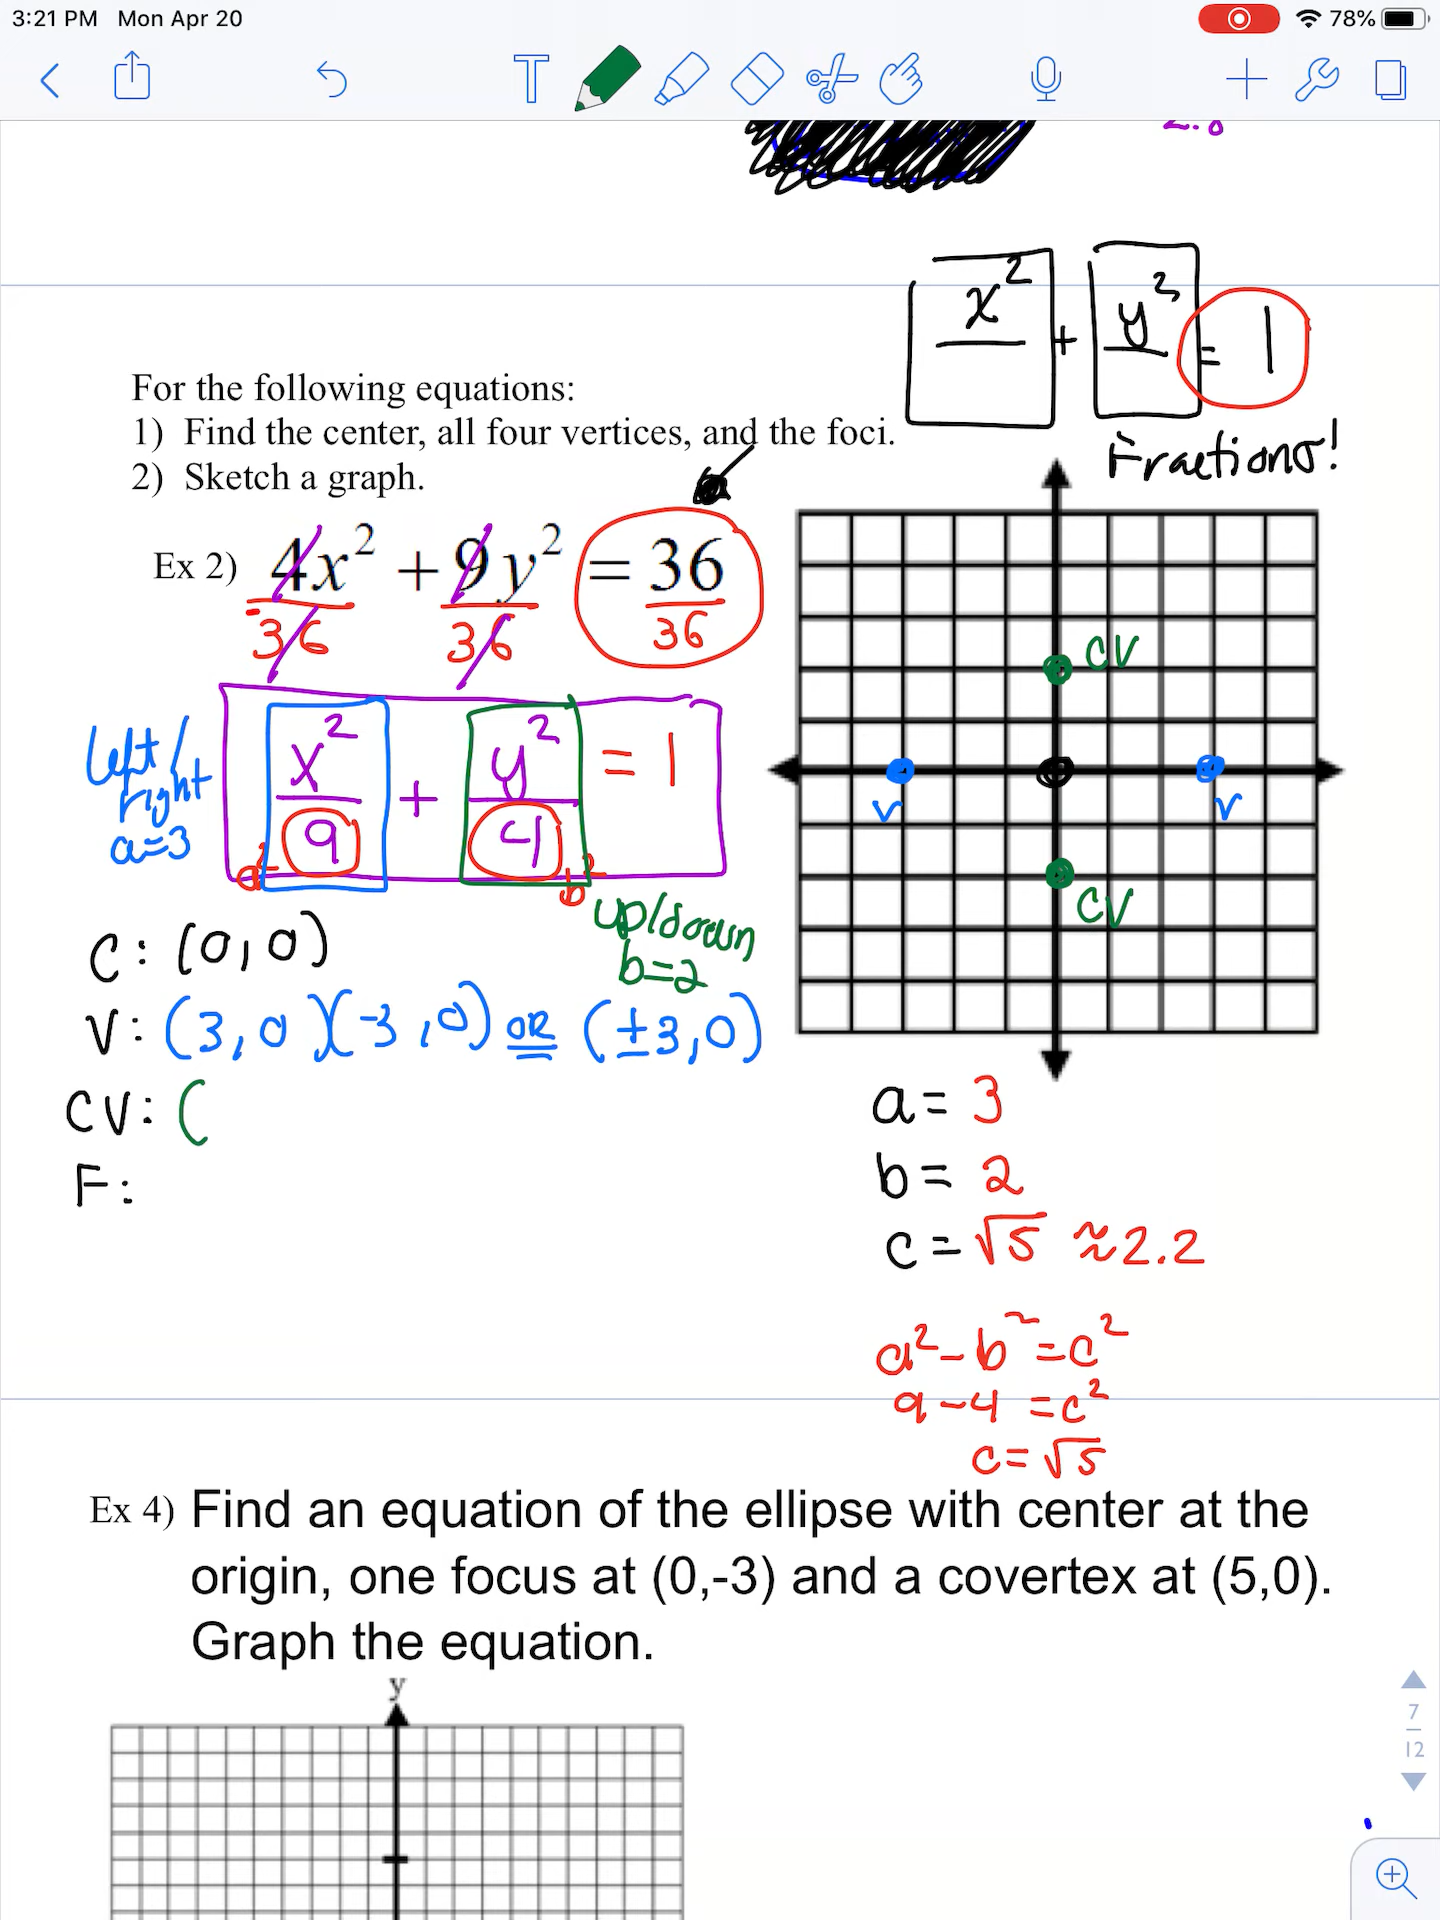 3:21 PM Mon Apr 20 78%
x² + y² = 1
Fractions!
For the following equations:
1) Find the center, all four vertices, and the foci.
2) Sketch a graph.
Ex 2) 4x² + 9y² = 36
36 36 36
left/right a=3
x²/9 + y²/4 = 1
a² b²
up/down
b=2
C: (0,0)
V: (3,0)(-3,0) OR (±3,0)
CV: (
F:
CV
V V
CV
a = 3
b = 2
c = √5 ≈2.2
a² - b² = c²
9 - 4 = c²
c = √5
Ex 4) Find an equation of the ellipse with center at the
origin, one focus at (0,-3) and a covertex at (5,0).
Graph the equation.
y
7
12